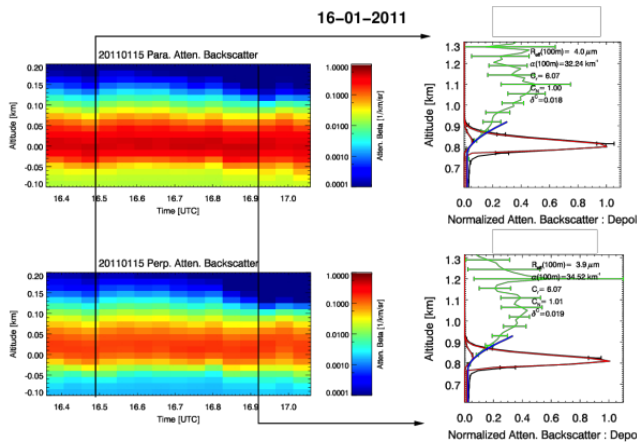 16-01-2011
20110115 Para. Atten. Backscatter
Altitude [km]
0.20
0.15
0.10
0.05
0.00
-0.05
-0.10
16.4 16.5 16.6 16.7 16.8 16.9 17.0
Time [UTC]
1.0000
0.1000
0.0100
0.0010
0.0001
Atten. Beta [1/km/sr]
Altitude [km]
1.3
1.2
1.1
1.0
0.9
0.8
0.0 0.2 0.4 0.6 0.8 1.0
Normalized Atten. Backscatter : Depol
R_eff(100m)= 4.0 μm
α(100m)= 32.24 km⁻¹
= 6.07
= 1.00
=0.018
20110115 Perp. Atten. Backscatter
Altitude [km]
0.20
0.15
0.10
0.05
0.00
-0.05
-0.10
16.4 16.5 16.6 16.7 16.8 16.9 17.0
Time [UTC]
1.0000
0.1000
0.0100
0.0010
0.0001
Atten. Beta [1/km/sr]
Altitude [km]
1.3
1.2
1.1
1.0
0.9
0.8
0.7
0.0 0.2 0.4 0.6 0.8 1.0
Normalized Atten. Backscatter : Depol
R_eff(100m)= 3.9 μm
α(100m)=34.52 km⁻¹
= 6.07
= 1.01
=0.019